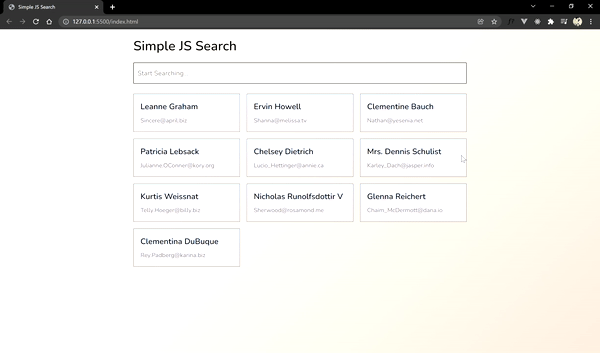 Simple JS Search
127.0.0.1:5500/index.html
Simple JS Search
Start Searching
Leanne Graham
Sincere@april.biz
Ervin Howell
Shanna@melissa.tv
Clementine Bauch
Nathan@yesenia.net
Patricia Lebsack
Julianne.OConner@kory.org
Chelsey Dietrich
Lucio_Hettinger@annie.ca
Mrs. Dennis Schulist
Karley_Dach@jasper.info
Kurtis Weissnat
Telly.Hoeger@billy.biz
Nicholas Runolfsdottir V
Sherwood@rosamond.me
Glenna Reichert
Chaim_McDermott@dana.io
Clementina DuBuque
Rey.Padberg@karina.biz